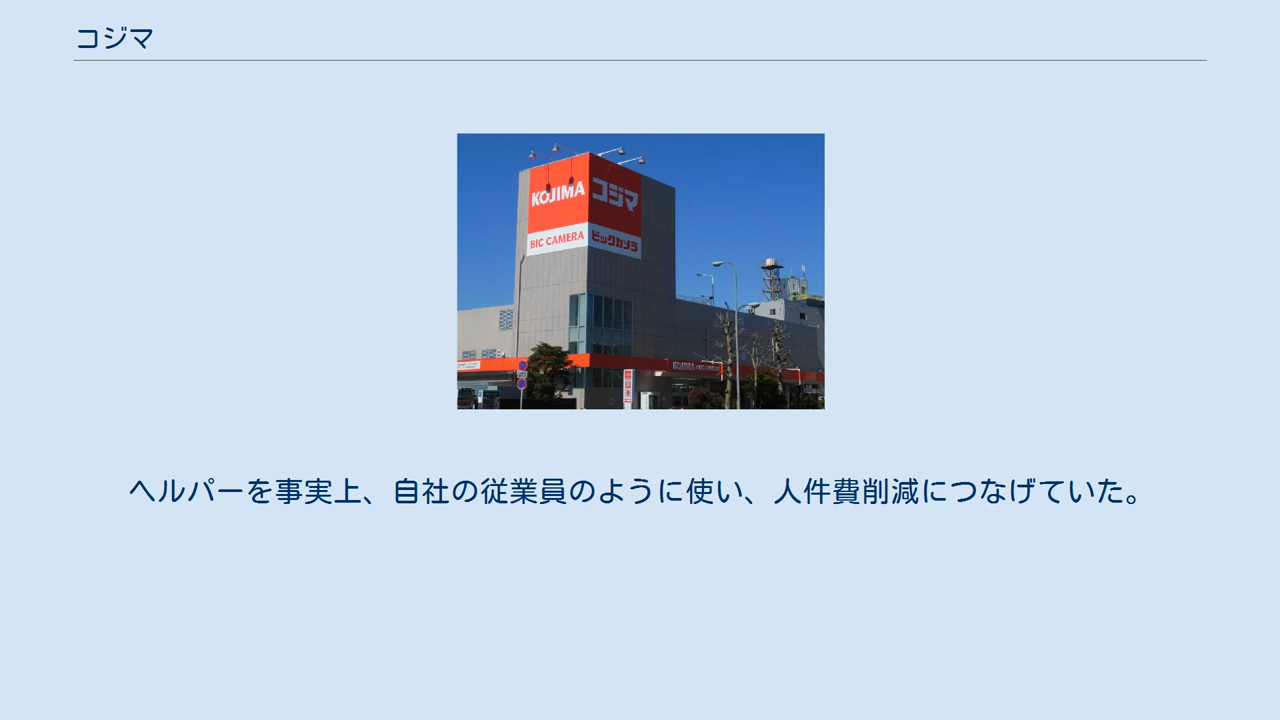 コジマ
KOJIMA
コジマ
BIC CAMERA
ビックカメラ
KOJIMA
ヘルパーを事実上、自社の従業員のように使い、人件費削減につなげていた。